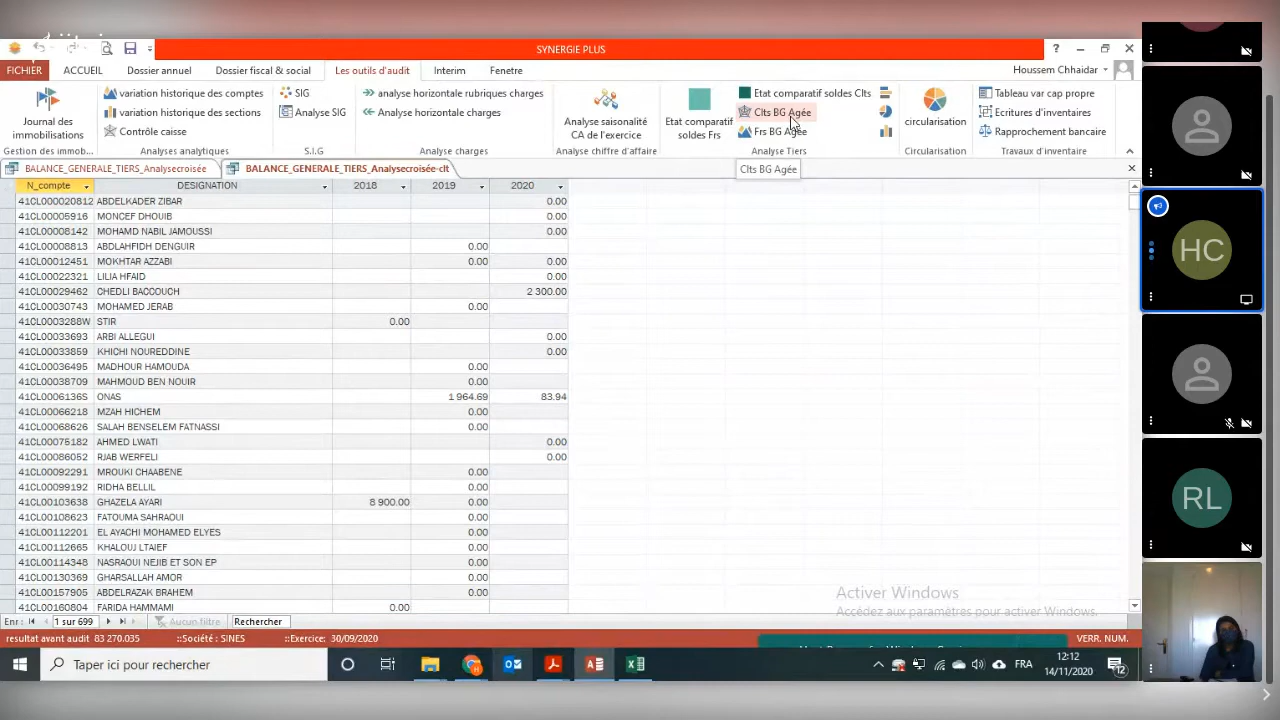 SYNERGIE PLUS
?
FICHIER ACCUEIL Dossier annuel Dossier fiscal & social Les outils d'audit Interim Fenetre Houssem Chhaidar
Journal des immobilisations
Gestion des immob...
variation historique des comptes
variation historique des sections
Contrôle caisse
Analyses analytiques
SIG
Analyse SIG
S.I.G
analyse horizontale rubriques charges
Analyse horizontale charges
Analyse charges
Analyse saisonalité CA de l'exercice
Analyse chiffre d'affaire
Etat comparatif soldes Frs
Etat comparatif soldes Clts
Clts BG Agée
Frs BG Agée
Analyse Tiers
circularisation
Circularisation
Tableau var cap propre
Ecritures d'inventaire
Rapprochement bancaire
Travaux d'inventaire
Clts BG Agée
BALANCE_GENERALE_TIERS_Analysecroisée BALANCE_GENERALE_TIERS_Analysecroisée-clt
N_compte DESIGNATION 2018 2019 2020
41CL000020812 ABDELKADER ZIBAR 0.00
41CL00005916 MONCEF DHOUIB 0.00
41CL00008142 MOHAMD NABIL JAMOUSSI 0.00
41CL00008813 ABDLAHFIDH DENGUIR 0.00
41CL00012451 MOKHTAR AZZABI 0.00 0.00
41CL00022321 LILIA HFAID 0.00
41CL00029462 CHEDLI BACCOUCH 2 300.00
41CL00030743 MOHAMED JERAB 0.00
41CL0003288W STIR 0.00
41CL00033693 ARBI ALLEGUI 0.00
41CL00033859 KHICHI NOUREDDINE 0.00
41CL00036495 MADHOUR HAMOUDA 0.00
41CL00038709 MAHMOUD BEN NOUIR 0.00
41CL00006136S ONAS 1 964.69 83.94
41CL00066218 MZAH HICHEM 0.00
41CL00068626 SALAH BENSELEM FATNASSI 0.00
41CL00075182 AHMED LWATI 0.00
41CL00086052 RJAB WERFELI 0.00
41CL00092291 MROUKI CHAABENE 0.00
41CL00099192 RIDHA BELLIL 0.00
41CL00103638 GHAZELA AYARI 8 900.00 0.00
41CL00108623 FATOUMA SAHRAOUI 0.00
41CL00112201 EL AYACHI MOHAMED ELYES 0.00
41CL00112665 KHALOUJ LTAIEF 0.00
41CL00114348 NASRAOUI NEJIB ET SON EP 0.00
41CL00130369 GHARSALLAH AMOR 0.00
41CL00157905 ABDELRAZAK BRAHEM 0.00
41CL00160804 FARIDA HAMMAMI 0.00
HC
RL
Activer Windows
Accédez aux paramètres pour activer Windows.
Enr : 1 sur 699 Aucun filtre Rechercher
resultat avant audit 83 270.035 ::Société : SINES ::Exercice: 30/09/2020 VERR. NUM.
Taper ici pour rechercher FRA 12:12
14/11/2020 12